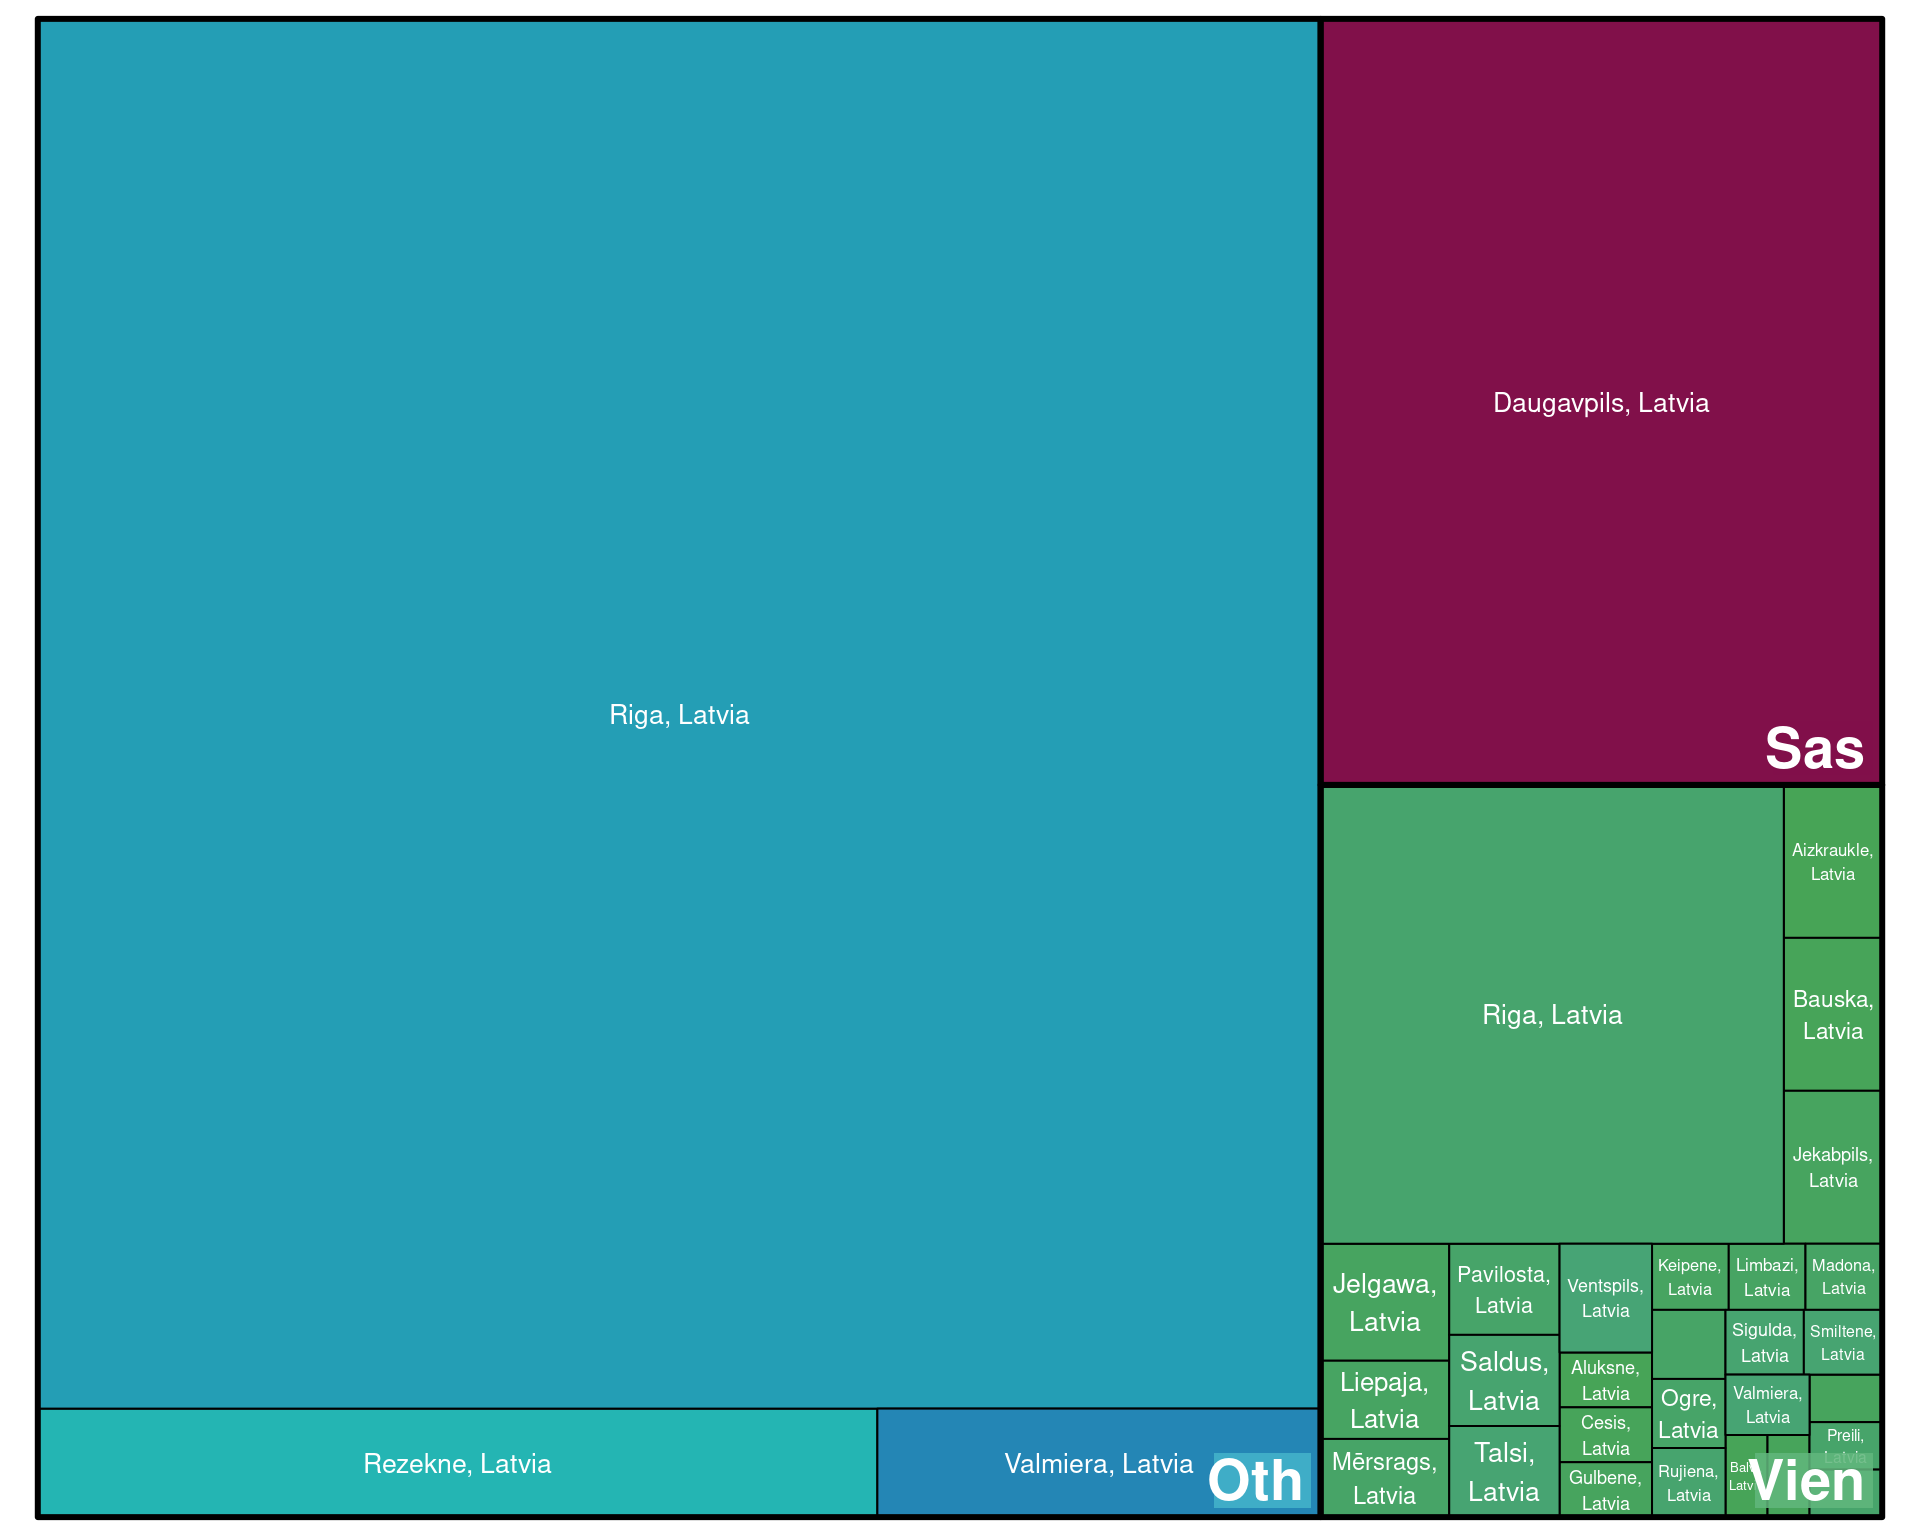 Riga, Latvia
Rezekne, Latvia
Valmiera, Latvia
Oth
Daugavpils, Latvia
Sas
Riga, Latvia
Aizkraukle,
Latvia
Bauska,
Latvia
Jekabpils,
Latvia
Jelgawa,
Latvia
Liepaja,
Latvia
Mērsrags,
Latvia
Pavilosta,
Latvia
Saldus,
Latvia
Talsi,
Latvia
Ventspils,
Latvia
Aluksne,
Latvia
Cesis,
Latvia
Gulbene,
Latvia
Keipene,
Latvia
Limbazi,
Latvia
Madona,
Latvia
Sigulda,
Latvia
Smiltene,
Latvia
Ogre,
Latvia
Valmiera,
Latvia
Rujiena,
Latvia
Preili,
Latvia
Vien